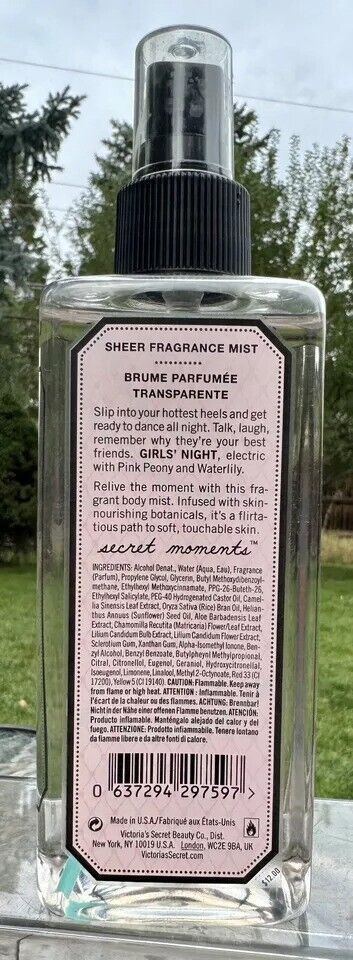 SHEER FRAGRANCE MIST
BRUME PARFUMÉE
TRANSPARENTE
Slip into your hottest heels and get
ready to dance all night. Talk, laugh,
remember why they're your best
friends. GIRLS' NIGHT, electric
with Pink Peony and Waterlily.
Relive the moment with this fra-
grant body mist. Infused with skin-
nourishing botanicals, it's a flirta-
tious path to soft, touchable skin.
secret moments™
INGREDIENTS: Alcohol Denat., Water (Aqua, Eau), Fragrance
(Parfum), Propylene Glycol, Glycerin, Butyl Methoxydibenzoyl-
methane, Ethylhexyl Methoxycinnamate, PPG-26-Buteth-26,
Ethylhexyl Salicylate, PEG-40 Hydrogenated Castor Oil, Camel-
lia Sinensis Leaf Extract, Oryza Sativa (Rice) Bran Oil, Helian-
thus Annuus (Sunflower) Seed Oil, Aloe Barbadensis Leaf
Extract, Chamomilla Recutita (Matricaria) Flower/Leaf Extract,
Lilium Candidum Bulb Extract, Lilium Candidum Flower Extract,
Sclerotium Gum, Xanthan Gum, Alpha-Isomethyl Ionone, Ben-
zyl Alcohol, Benzyl Benzoate, Butylphenyl Methylpropional,
Citral, Citronellol, Eugenol, Geraniol, Hydroxycitronellal,
Isoeugenol, Limonene, Linalool, Methyl 2-Octynoate, Red 33 (CI
17200), Yellow 5 (CI 19140). CAUTION: Flammable. Keep away
from flame or high heat. ATTENTION : Inflammable. Tenir à
l'écart de la chaleur ou des flammes. ACHTUNG: Brennbar!
Nicht in der Nähe einer offenen Flamme benutzen. ATENCIÓN:
Producto inflamable. Manténgalo alejado del calor y del
fuego. ATTENZIONE: Prodotto infiammabile. Tenere lontano
da fiamme libere e da altre fonti di calore.
0 637294 297597
Made in U.S.A./Fabriqué aux États-Unis
Victoria's Secret Beauty Co., Dist.
New York, NY 10019 U.S.A. London, WC2E 9BA, UK
VictoriasSecret.com
$12.00